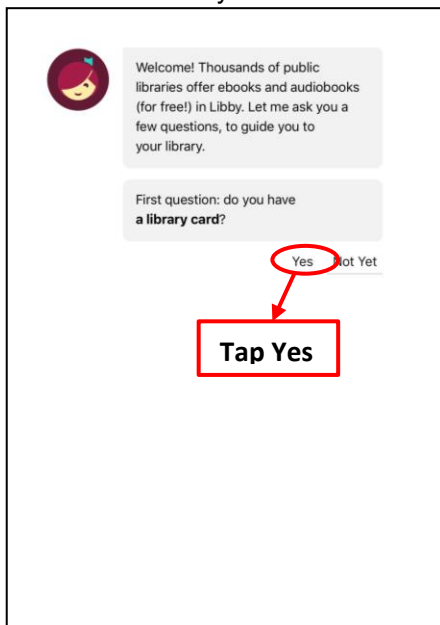 Welcome! Thousands of public
libraries offer ebooks and audiobooks
(for free!) in Libby. Let me ask you a
few questions, to guide you to
your library.
First question: do you have
a library card?
Yes Not Yet
Tap Yes